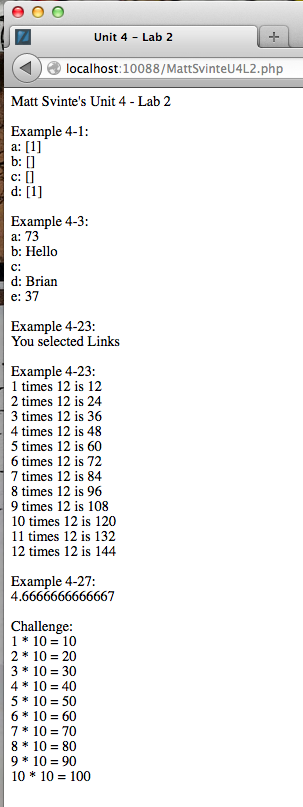 Unit 4 - Lab 2
localhost:10088/MattSvinteU4L2.php
Matt Svinte's Unit 4 - Lab 2
Example 4-1:
a: [1]
b: []
c: []
d: [1]
Example 4-3:
a: 73
b: Hello
c:
d: Brian
e: 37
Example 4-23:
You selected Links
Example 4-23:
1 times 12 is 12
2 times 12 is 24
3 times 12 is 36
4 times 12 is 48
5 times 12 is 60
6 times 12 is 72
7 times 12 is 84
8 times 12 is 96
9 times 12 is 108
10 times 12 is 120
11 times 12 is 132
12 times 12 is 144
Example 4-27:
4.6666666666667
Challenge:
1 * 10 = 10
2 * 10 = 20
3 * 10 = 30
4 * 10 = 40
5 * 10 = 50
6 * 10 = 60
7 * 10 = 70
8 * 10 = 80
9 * 10 = 90
10 * 10 = 100